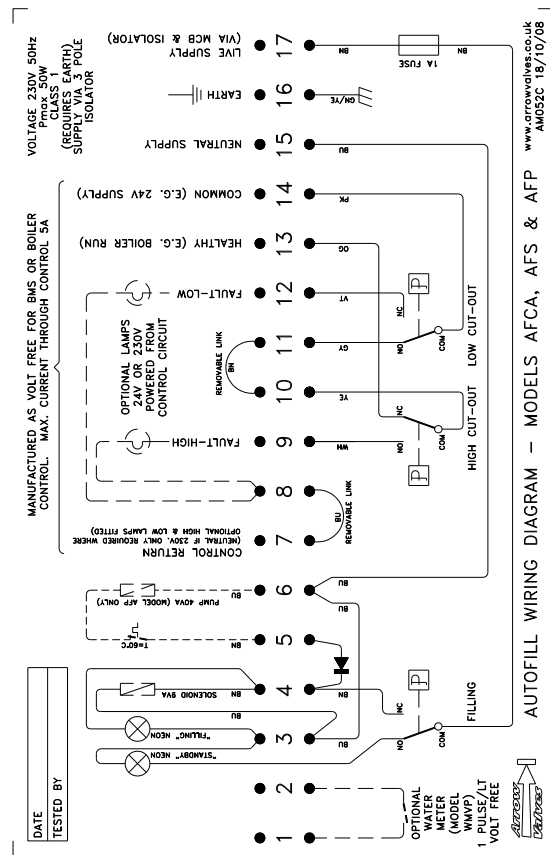 VOLTAGE 230V 50Hz
Pmax 50W
CLASS 1
(REQUIRES EARTH)
SUPPLY VIA 3 POLE
ISOLATOR
MANUFACTURED AS VOLT FREE FOR BMS OR BOILER
CONTROL. MAX. CURRENT THROUGH CONTROL 5A
DATE
TESTED BY
OPTIONAL LAMPS
24V OR 230V
POWERED FROM
CONTROL CIRCUIT
"STANDBY" NEON
"FILLING" NEON
BU
SOLENOID 9VA
BN
T=60°C
BN
PUMP 40VA (MODEL AFP ONLY)
BU
CONTROL RETURN
(NEUTRAL IF 230V. ONLY REQUIRED WHERE
OPTIONAL HIGH & LOW LAMPS FITTED)
FAULT-HIGH
REMOVABLE LINK
BN
FAULT-LOW
HEALTHY (E.G. BOILER RUN)
COMMON (E.G. 24V SUPPLY)
NEUTRAL SUPPLY
EARTH
LIVE SUPPLY
(VIA MCB & ISOLATOR)
1
2
3
4
5
6
7
8
9
10
11
12
13
14
15
16
17
BU
BN
BU
BU
BU
REMOVABLE LINK
WH
YE
GY
VT
OG
PK
BU
GN/YE
BN
1A FUSE
BN
OPTIONAL
WATER
METER
(MODEL
WMVP)
1 PULSE/LT
VOLT FREE
NO
NC
COM
P
FILLING
P
NO
NC
COM
HIGH CUT-OUT
NO
NC
COM
P
LOW CUT-OUT
Arrow
Valves
AUTOFILL WIRING DIAGRAM - MODELS AFCA, AFS & AFP
www.arrowvalves.co.uk
AM052C 18/10/08